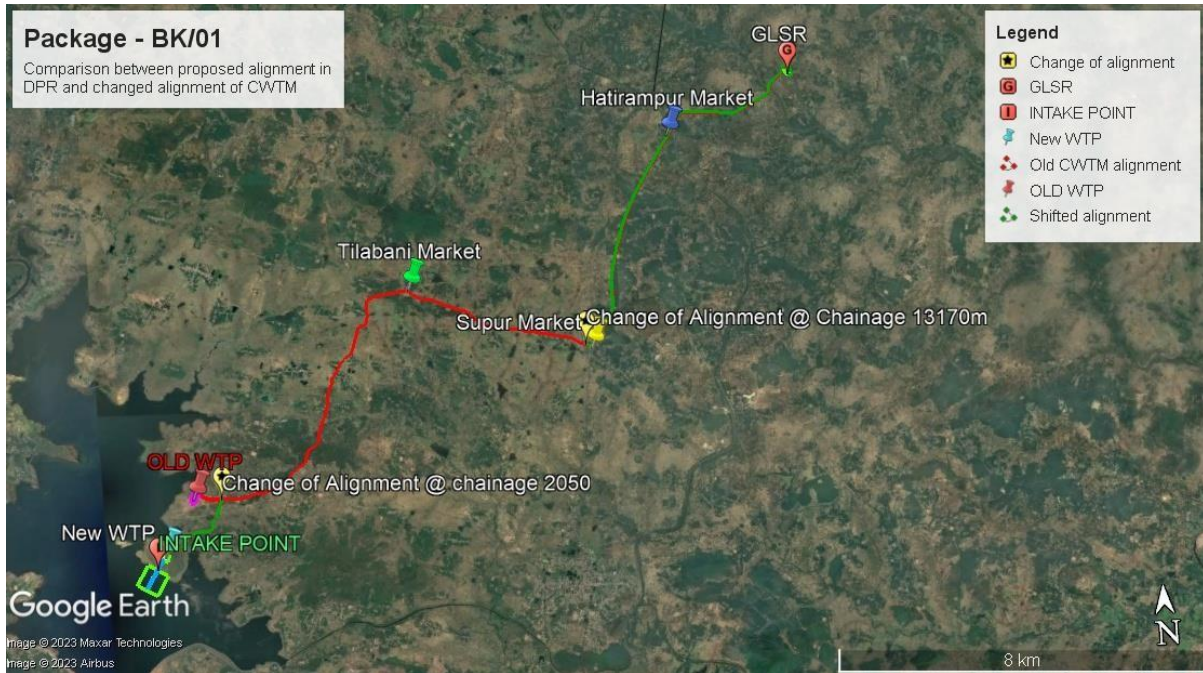 Package - BK/01
Comparison between proposed alignment in
DPR and changed alignment of CWTM
Legend
Change of alignment
G GLSR
I INTAKE POINT
New WTP
Old CWTM alignment
OLD WTP
Shifted alignment
GLSR
G
Hatirampur Market
Tilabani Market
Supur Market
Change of Alignment @ Chainage 13170m
OLD WTP
Change of Alignment @ chainage 2050
New WTP
INTAKE POINT
Google Earth
mage © 2023 Maxar Technologies
mage © 2023 Airbus
N
8 km